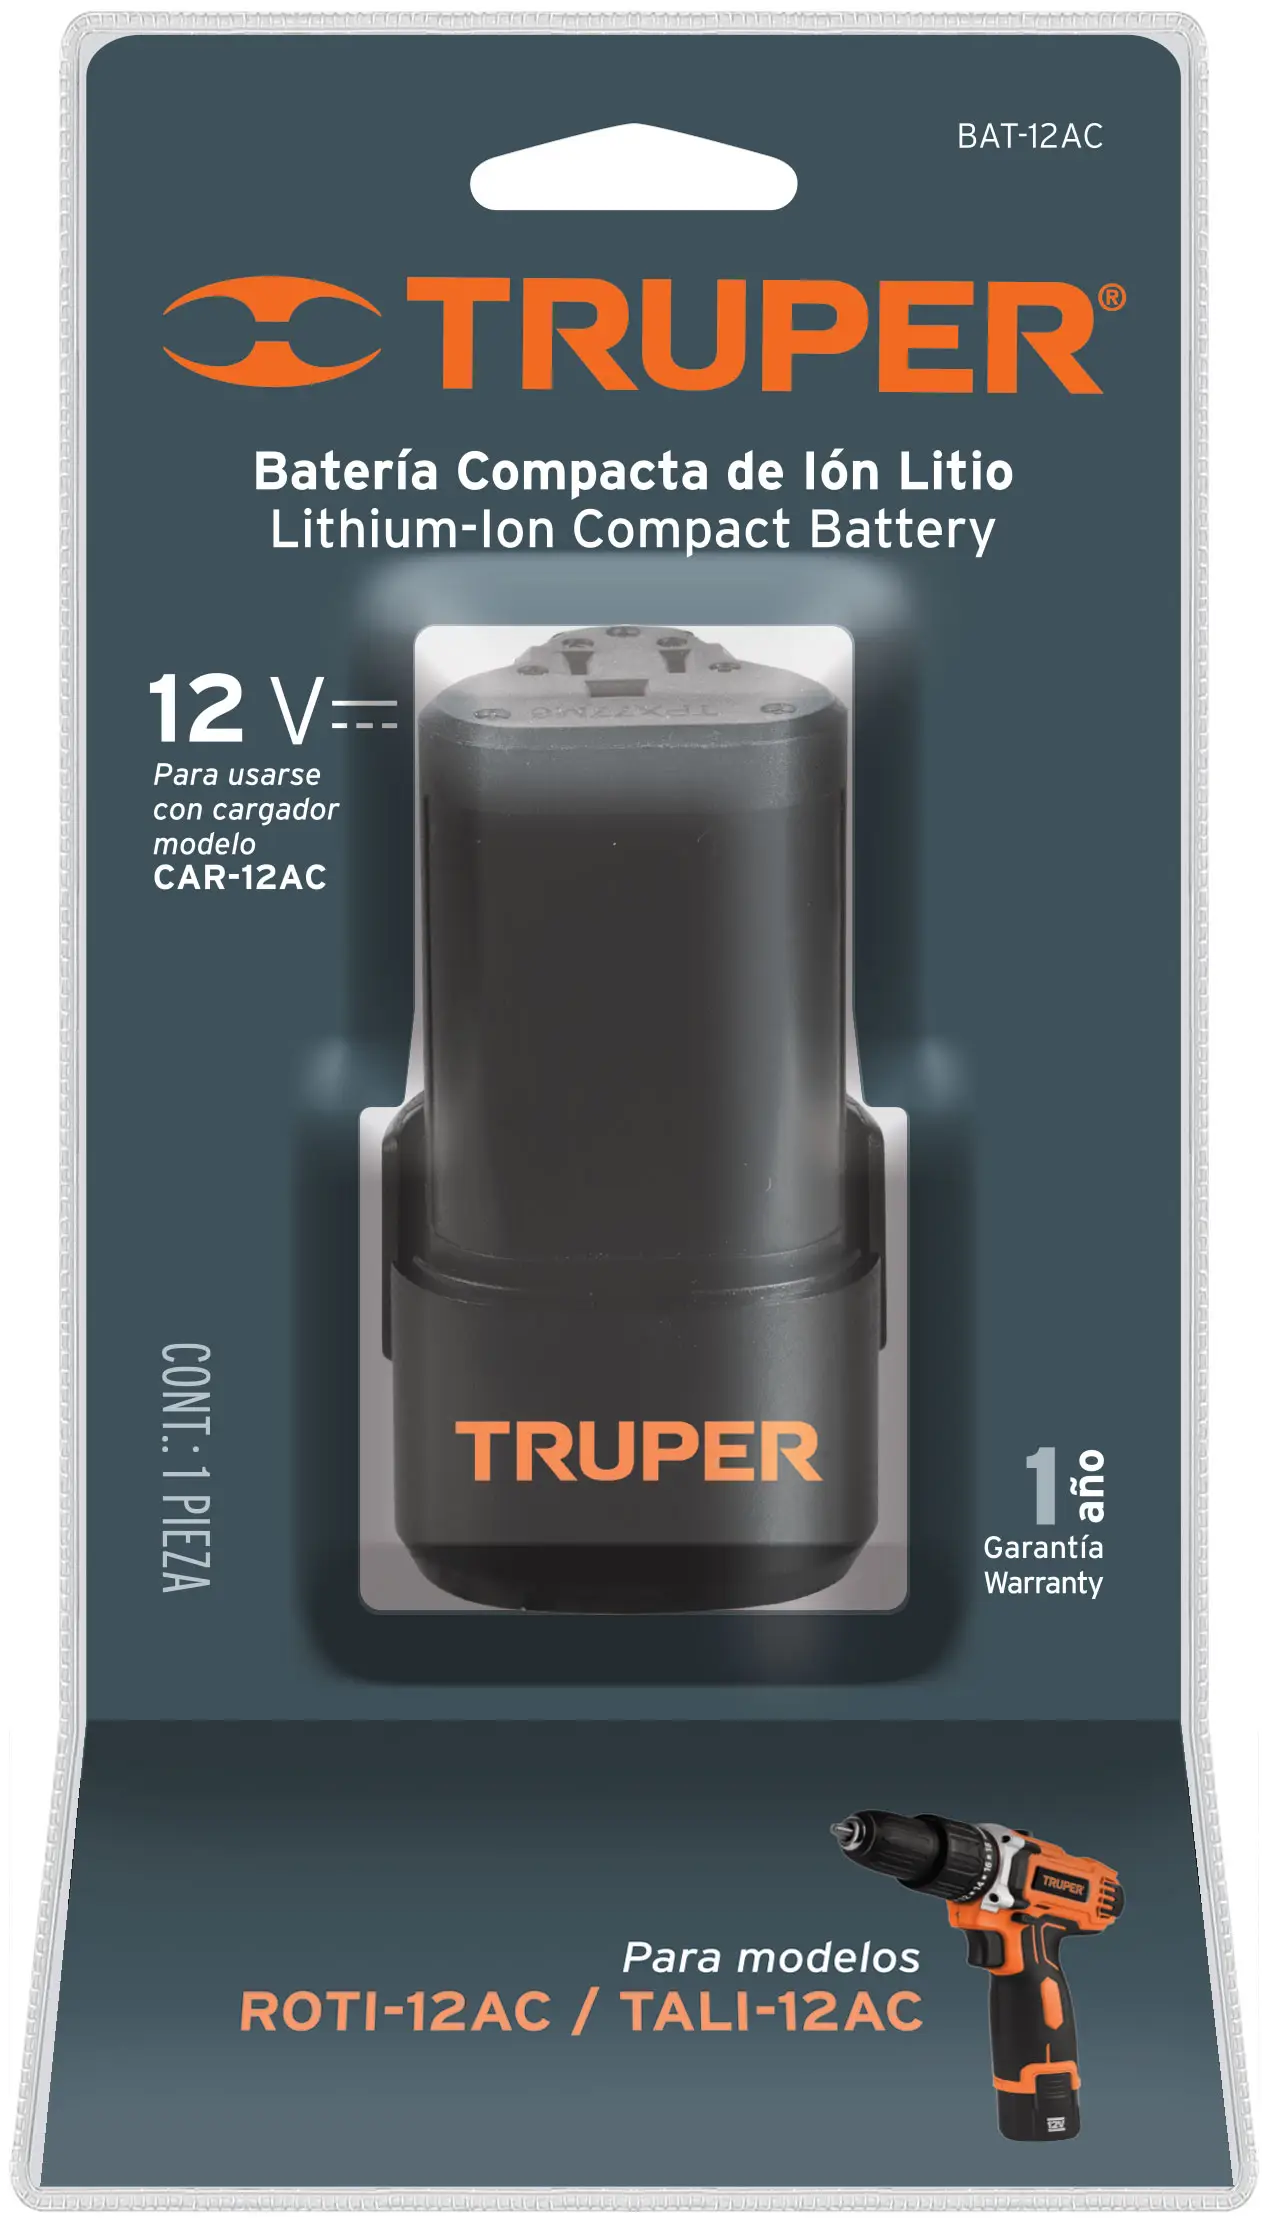 BAT-12AC
TRUPER®
Batería Compacta de Ión Litio
Lithium-Ion Compact Battery
12 V
Para usarse
con cargador
modelo
CAR-12AC
TRUPER
CONT.: 1 PIEZA
1 año
Garantía
Warranty
TRUPER
Para modelos
ROTI-12AC / TALI-12AC
12V